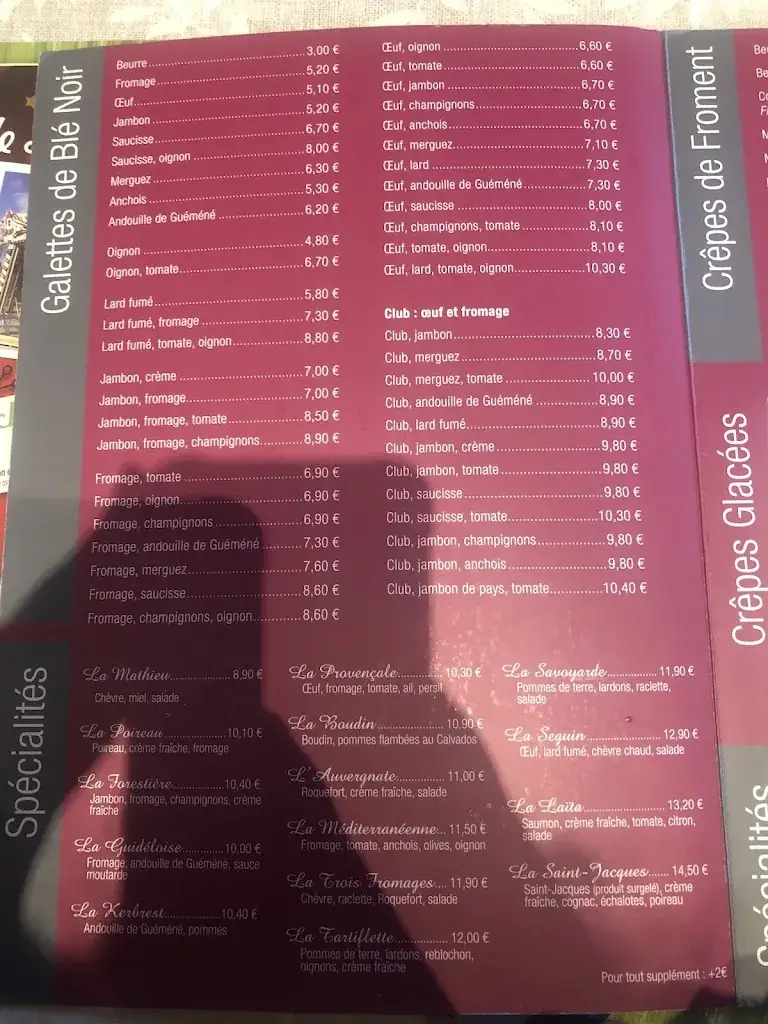 Galettes de Blé Noir
Beurre 3,00 €
Fromage 5,20 €
Œuf 5,10 €
Jambon 5,20 €
Saucisse 6,70 €
Saucisse, oignon 8,00 €
Merguez 6,30 €
Anchois 5,30 €
Andouille de Guéméné 6,20 €
Oignon 4,80 €
Oignon, tomate 6,70 €
Lard fumé 5,80 €
Lard fumé, fromage 7,30 €
Lard fumé, tomate, oignon 8,80 €
Jambon, crème 7,00 €
Jambon, fromage 7,00 €
Jambon, fromage, tomate 8,50 €
Jambon, fromage, champignons 8,90 €
Fromage, tomate 6,90 €
Fromage, oignon 6,90 €
Fromage, champignons 6,90 €
Fromage, andouille de Guéméné 7,30 €
Fromage, merguez 7,60 €
Fromage, saucisse 8,60 €
Fromage, champignons, oignon 8,60 €
Œuf, oignon 6,60 €
Œuf, tomate 6,60 €
Œuf, jambon 6,70 €
Œuf, champignons 6,70 €
Œuf, anchois 6,70 €
Œuf, merguez 7,10 €
Œuf, lard 7,30 €
Œuf, andouille de Guéméné 7,30 €
Œuf, saucisse 8,00 €
Œuf, champignons, tomate 8,10 €
Œuf, tomate, oignon 8,10 €
Œuf, lard, tomate, oignon 10,30 €
Club : œuf et fromage
Club, jambon 8,30 €
Club, merguez 8,70 €
Club, merguez, tomate 10,00 €
Club, andouille de Guéméné 8,90 €
Club, lard fumé 8,90 €
Club, jambon, crème 9,80 €
Club, jambon, tomate 9,80 €
Club, saucisse 9,80 €
Club, saucisse, tomate 10,30 €
Club, jambon, champignons 9,80 €
Club, jambon, anchois 9,80 €
Club, jambon de pays, tomate 10,40 €
Spécialités
La Mathieu 8,90 €
Chèvre, miel, salade
La Poireau 10,10 €
Poireau, crème fraîche, fromage
La Forestière 10,40 €
Jambon, fromage, champignons, crème
fraîche
La Guidéloise 10,00 €
Fromage, andouille de Guéméné, sauce
moutarde
La Kerbrest 10,40 €
Andouille de Guéméné, pommes
La Provençale 10,30 €
Œuf, fromage, tomate, ail, persil
La Boudin 10,90 €
Boudin, pommes flambées au Calvados
L'Auvergnate 11,00 €
Roquefort, crème fraîche, salade
La Méditerranéenne 11,50 €
Fromage, tomate, anchois, olives, oignon
La Trois Fromages 11,90 €
Chèvre, raclette, Roquefort, salade
La Tartiflette 12,00 €
Pommes de terre, lardons, reblochon,
oignons, crème fraîche
La Savoyarde 11,90 €
Pommes de terre, lardons, raclette,
salade
La Seguin 12,90 €
Œuf, lard fumé, chèvre chaud, salade
La Laïta 13,20 €
Saumon, crème fraîche, tomate, citron,
salade
La Saint-Jacques 14,50 €
Saint-Jacques (produit surgelé), crème
fraîche, cognac, échalotes, poireau
Pour tout supplément : +2€
Crêpes de Froment
Crêpes Glacées
Spécialités